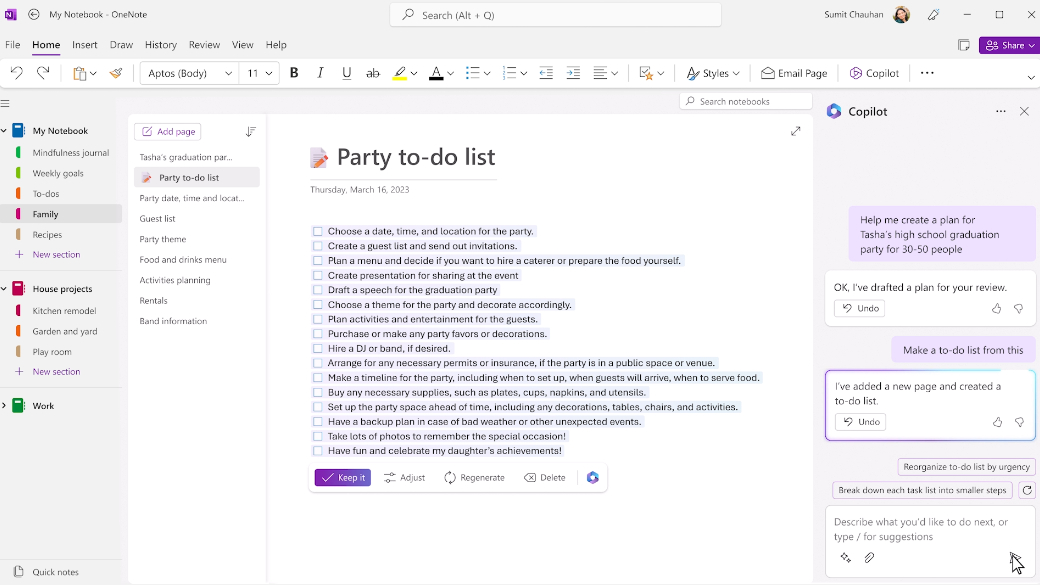 My Notebook - OneNote
Search (Alt + Q)
Sumit Chauhan
File Home Insert Draw History Review View Help
Share
Aptos (Body) 11 B I U ab A Styles Email Page Copilot
Search notebooks
My Notebook
Mindfulness journal
Weekly goals
To-dos
Family
Recipes
New section
House projects
Kitchen remodel
Garden and yard
Play room
New section
Work
Quick notes
Add page
Tasha's graduation par...
Party to-do list
Party date, time and locat...
Guest list
Party theme
Food and drinks menu
Activities planning
Rentals
Band information
Party to-do list
Thursday, March 16, 2023
Choose a date, time, and location for the party.
Create a guest list and send out invitations.
Plan a menu and decide if you want to hire a caterer or prepare the food yourself.
Create presentation for sharing at the event
Draft a speech for the graduation party
Choose a theme for the party and decorate accordingly.
Plan activities and entertainment for the guests.
Purchase or make any party favors or decorations.
Hire a DJ or band, if desired.
Arrange for any necessary permits or insurance, if the party is in a public space or venue.
Make a timeline for the party, including when to set up, when guests will arrive, when to serve food.
Buy any necessary supplies, such as plates, cups, napkins, and utensils.
Set up the party space ahead of time, including any decorations, tables, chairs, and activities.
Have a backup plan in case of bad weather or other unexpected events.
Take lots of photos to remember the special occasion!
Have fun and celebrate my daughter's achievements!
Keep it Adjust Regenerate Delete
Copilot
Help me create a plan for
Tasha's high school graduation
party for 30-50 people
OK, I've drafted a plan for your review.
Undo
Make a to-do list from this
I've added a new page and created a
to-do list.
Undo
Reorganize to-do list by urgency
Break down each task list into smaller steps
Describe what you'd like to do next, or
type / for suggestions